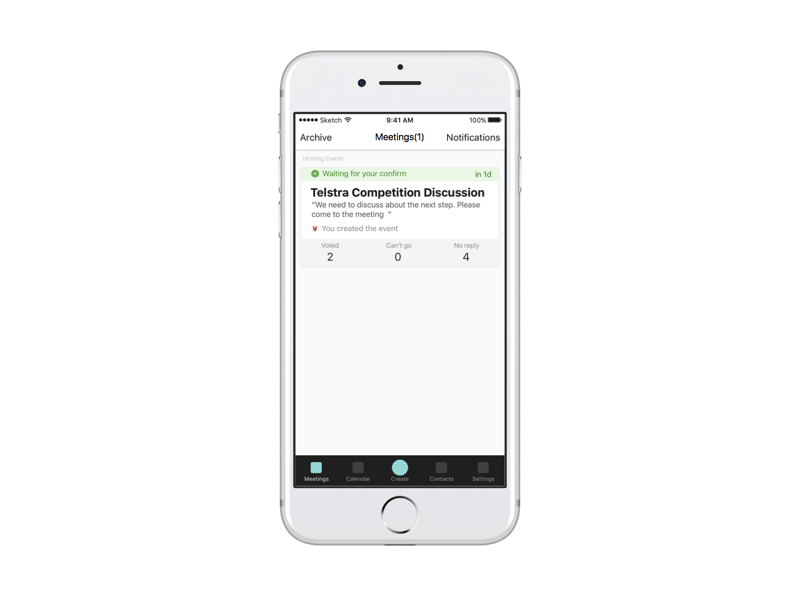 ●●●●● Sketch 9:41 AM 100%
Archive Meetings(1) Notifications
Hosting Events
Waiting for your confirm in 1d
Telstra Competition Discussion
“We need to discuss about the next step. Please
come to the meeting ”
You created the event
Voted Can't go No reply
2 0 4
Meetings Calendar Create Contacts Settings